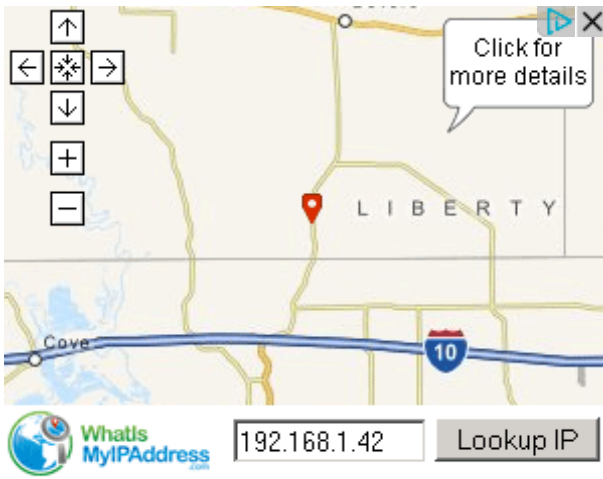 Click for
more details
L I B E R T Y
Cove
10
WhatIs
MyIPAddress
.com
192.168.1.42
Lookup IP